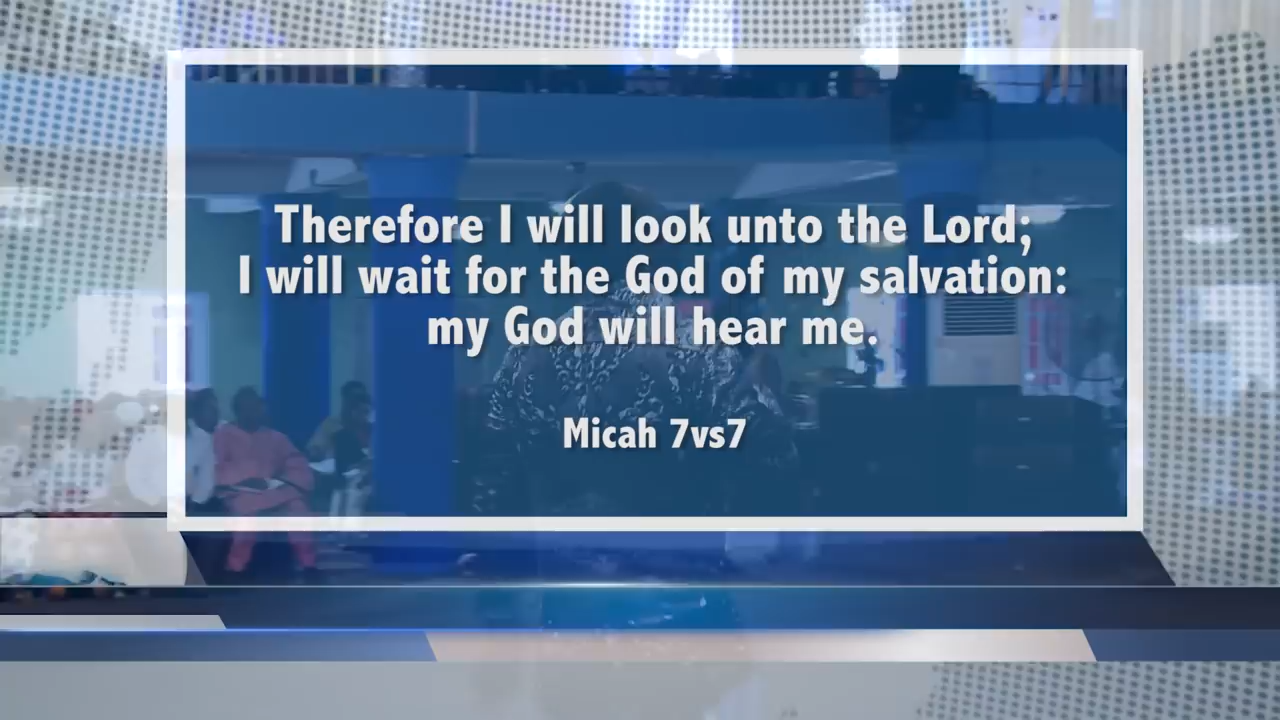 Therefore I will look unto the Lord;
I will wait for the God of my salvation:
my God will hear me.
Micah 7vs7